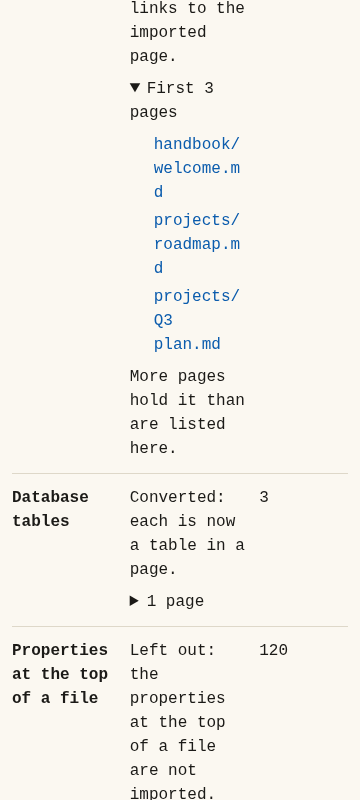 links to the
imported
page.
▼ First 3
pages
handbook/
welcome.m
d
projects/
roadmap.m
d
projects/
Q3
plan.md
More pages
hold it than
are listed
here.
Database
tables
Converted:
each is now
a table in a
page.
▶ 1 page
3
Properties
at the top
of a file
Left out:
the
properties
at the top
of a file
are not
imported.
120